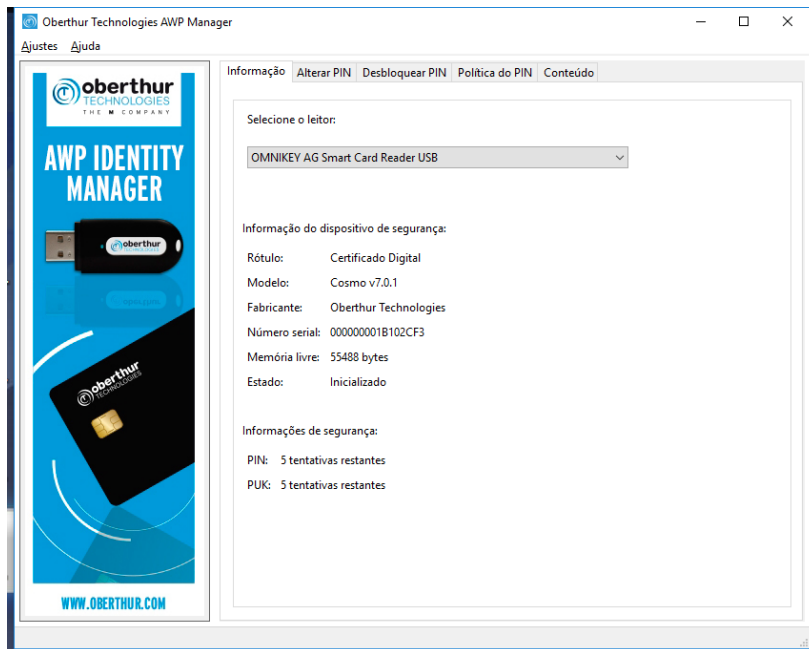 Oberthur Technologies AWP Manager
Ajustes Ajuda
oberthur
TECHNOLOGIES
THE M COMPANY
AWP IDENTITY
MANAGER
oberthur
oberthur
TECHNOLOGIES
WWW.OBERTHUR.COM
Informação Alterar PIN Desbloquear PIN Política do PIN Conteúdo
Selecione o leitor:
OMNIKEY AG Smart Card Reader USB
Informação do dispositivo de segurança:
Rótulo: Certificado Digital
Modelo: Cosmo v7.0.1
Fabricante: Oberthur Technologies
Número serial: 000000001B102CF3
Memória livre: 55488 bytes
Estado: Inicializado
Informações de segurança:
PIN: 5 tentativas restantes
PUK: 5 tentativas restantes